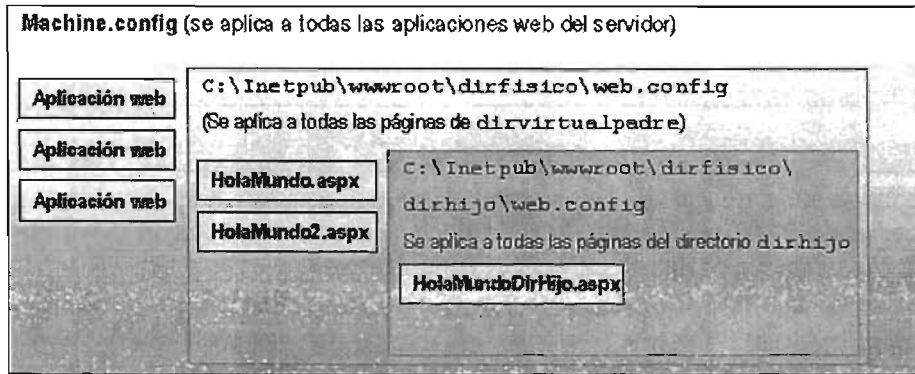 Machine.config (se aplica a todas las aplicaciones web del servidor)
Aplicación web
Aplicación web
Aplicación web
C:\Inetpub\wwwroot\dirfisico\web.config
(Se aplica a todas las páginas de dirvirtualpadre)
HolaMundo.aspx
HolaMundo2.aspx
C:\Inetpub\wwwroot\dirfisico\
dirhijo\web.config
Se aplica a todas las páginas del directorio dirhijo
HolaMundoDirHijo.aspx